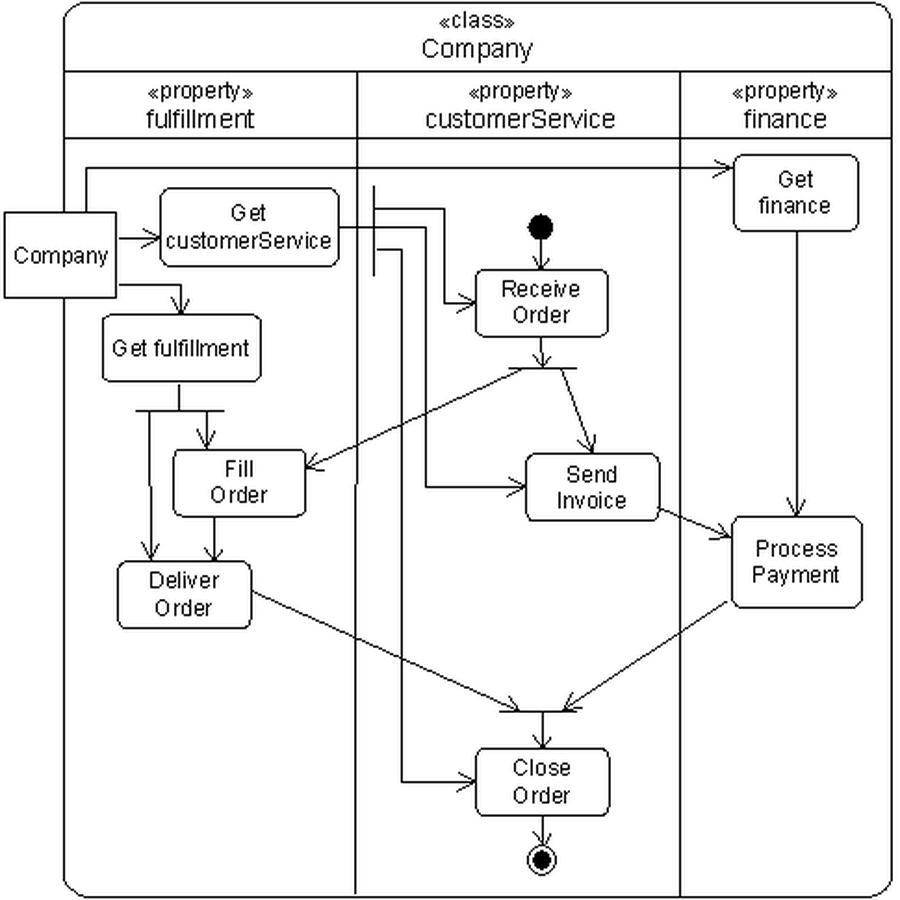 «class»
Company
«property»
fulfillment
«property»
customerService
«property»
finance
Get
finance
Get
customerService
Company
Receive
Order
Get fulfillment
Fill
Order
Send
Invoice
Process
Payment
Deliver
Order
Close
Order